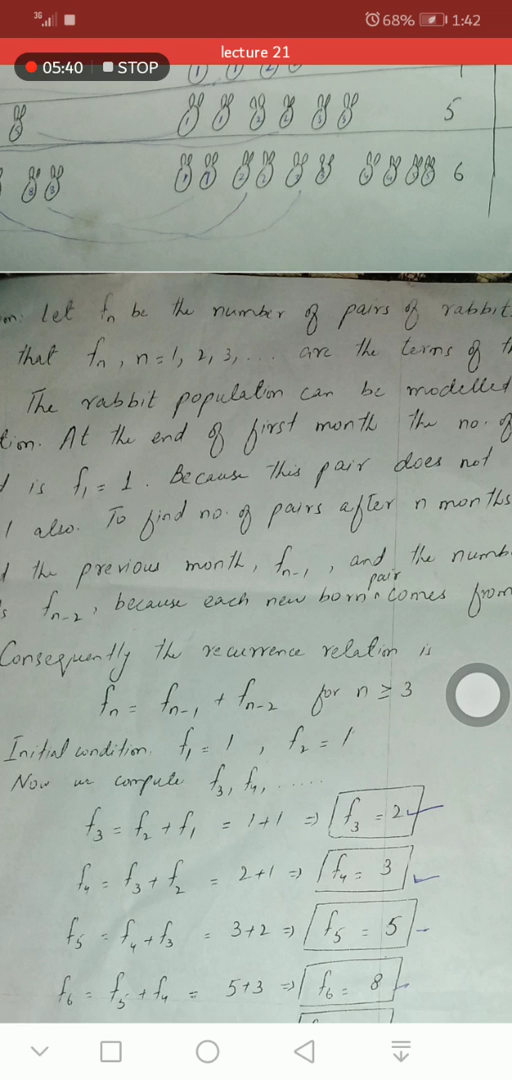 3G
68% 1:42
lecture 21
05:40 STOP
5
6
let fn be the number of pairs of rabbit
that fn, n=1, 2, 3, .... are the terms of th
The rabbit population can be modelled
tion. At the end of first month the no. of
is f1 = 1. Because this pair does not
also. To find no. of pairs after n months
the previous month, fn-1, and the numb
fn-2, because each new born pair comes from
Consequently the recurrence relation is
fn = fn-1 + fn-2 for n ≥ 3
Initial condition. f1 = 1, f2 = 1
Now we compute f3, f4, .....
f3 = f2 + f1 = 1+1 => f3 = 2
f4 = f3 + f2 = 2+1 => f4 = 3
f5 = f4 + f3 = 3+2 => f5 = 5
f6 = f5 + f4 = 5+3 => f6 = 8